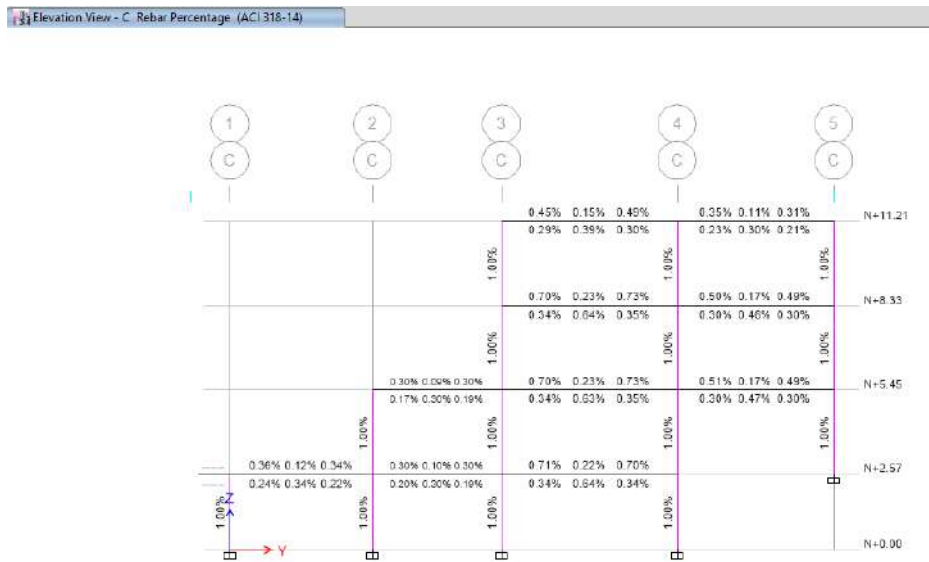 Elevation View - C Rebar Percentage (ACI 318-14)
1 2 3 4 5
C C C C C
0.45% 0.15% 0.49% 0.35% 0.11% 0.31% N+11.21
0.29% 0.39% 0.30% 0.23% 0.30% 0.21%
1.00% 1.00% 1.00%
0.70% 0.23% 0.73% 0.50% 0.17% 0.49% N+8.33
0.34% 0.64% 0.35% 0.30% 0.46% 0.30%
1.00% 1.00% 1.00%
0.30% 0.09% 0.30% 0.70% 0.23% 0.73% 0.51% 0.17% 0.49% N+5.45
0.17% 0.30% 0.19% 0.34% 0.63% 0.35% 0.30% 0.47% 0.30%
1.00% 1.00% 1.00% 1.00%
0.36% 0.12% 0.34% 0.30% 0.10% 0.30% 0.71% 0.22% 0.70% N+2.57
0.24% 0.34% 0.22% 0.20% 0.30% 0.19% 0.34% 0.64% 0.34%
1.00% Z 1.00% 1.00% 1.00%
Y N+0.00